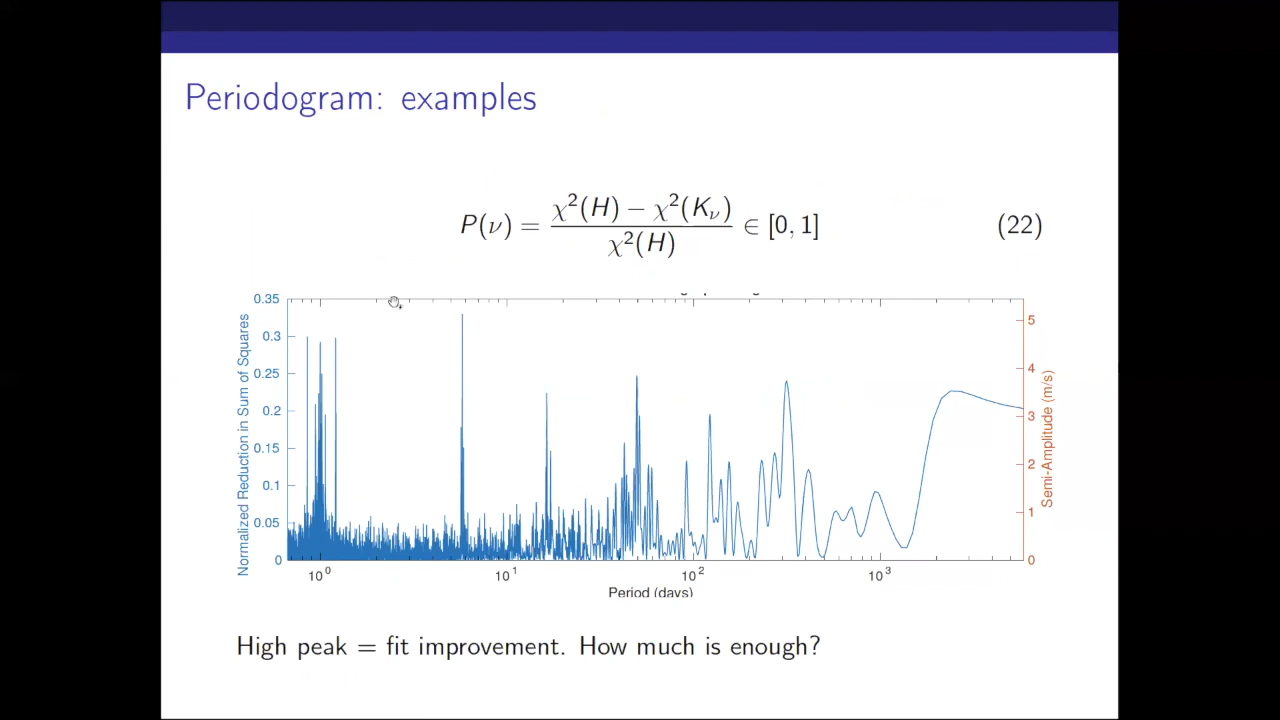 Periodogram: examples
P(ν) = χ²(H) − χ²(K_ν) / χ²(H) ∈ [0, 1] (22)
Normalized Reduction in Sum of Squares
0.35
0.3
0.25
0.2
0.15
0.1
0.05
0
10⁰ 10¹ 10² 10³
Period (days)
5
4
3
2
1
0
Semi-Amplitude (m/s)
High peak = fit improvement. How much is enough?